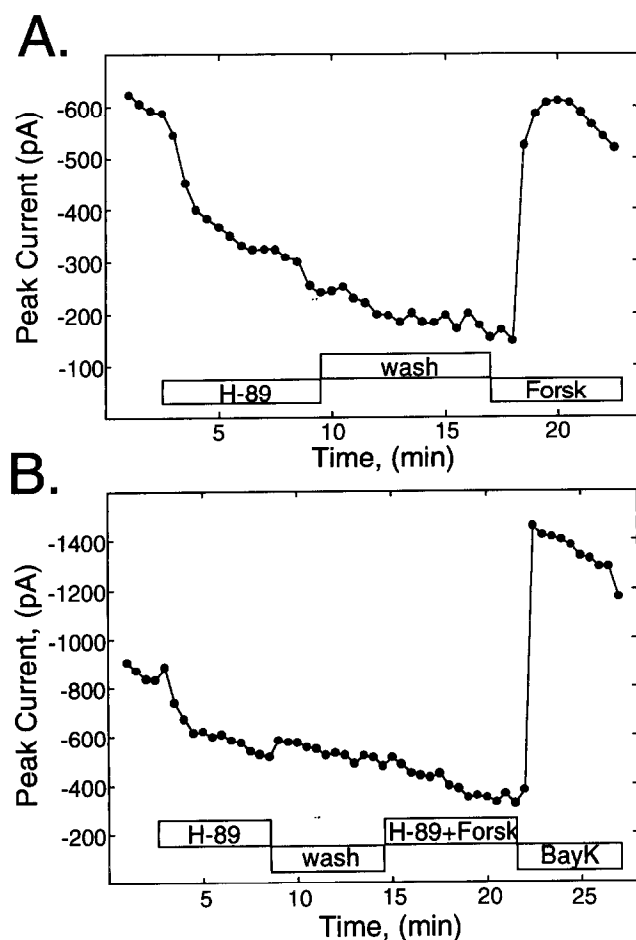 A.
Peak Current (pA)
-600
-500
-400
-300
-200
-100
wash
H-89
Forsk
5
10
15
20
Time, (min)
B.
Peak Current, (pA)
-1400
-1200
-1000
-800
-600
-400
-200
H-89
H-89+Forsk
wash
BayK
5
10
15
20
25
Time, (min)